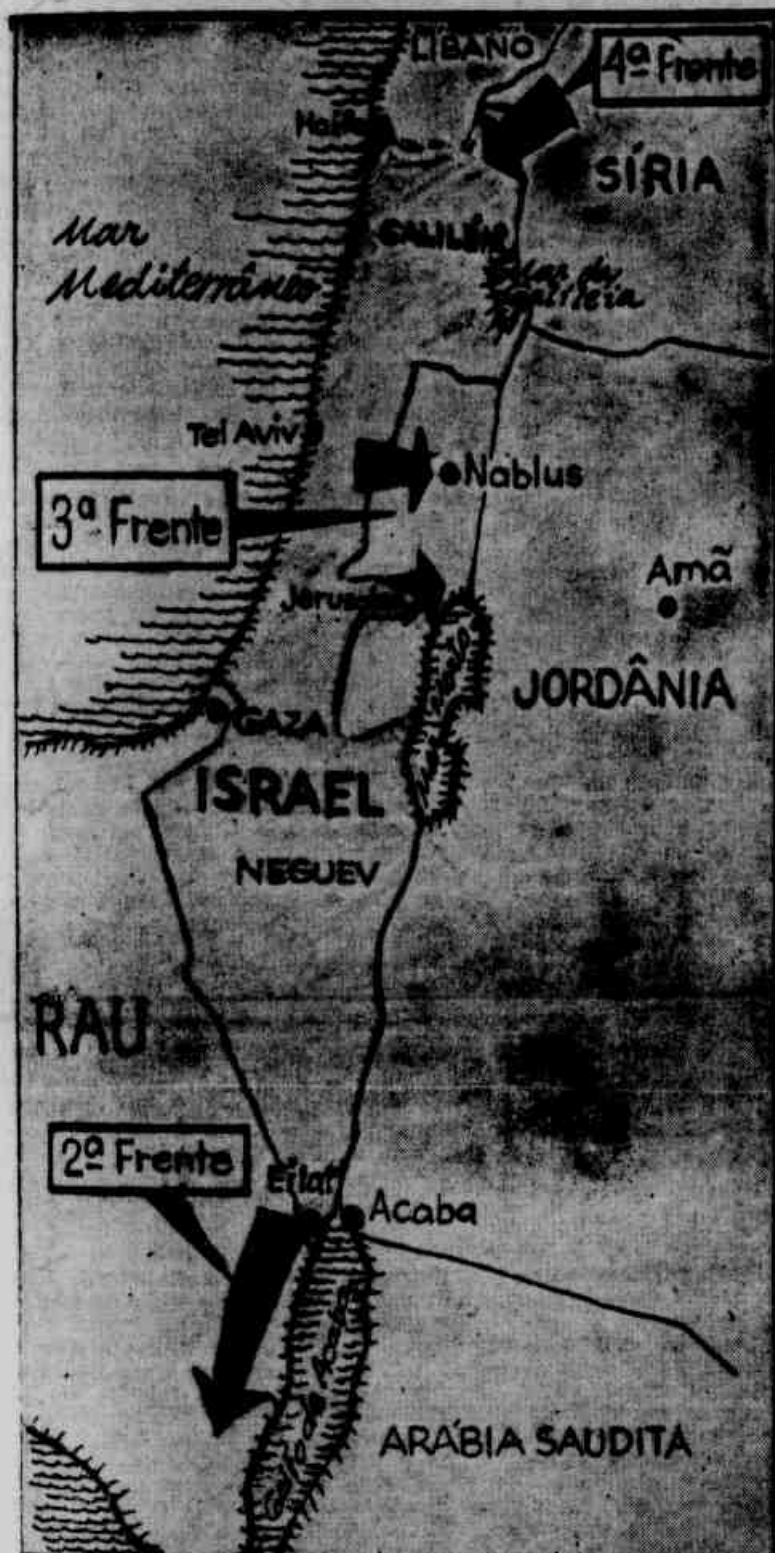 LÍBANO
4ª Frente
SÍRIA
GALILÉIA
Mar
Mediterrâneo
Mar da
Galiléia
Tel Aviv
Nablus
3ª Frente
Amã
JORDÂNIA
GAZA
ISRAEL
NEGUEV
RAU
2ª Frente
Eilat
Acaba
ARÁBIA SAUDITA